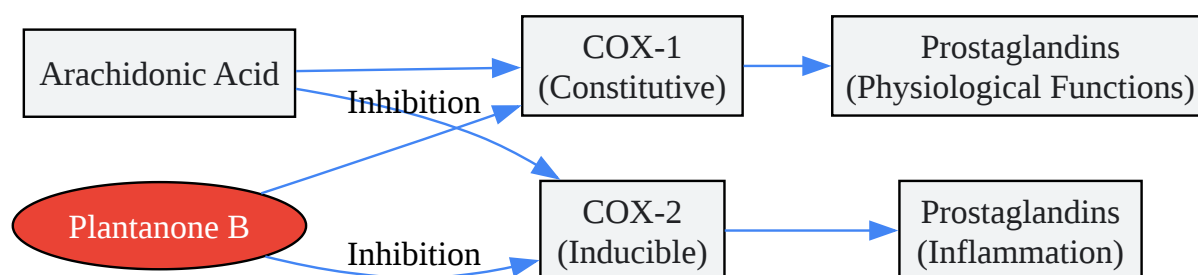 Arachidonic Acid
COX-1
(Constitutive)
Prostaglandins
(Physiological Functions)
Inhibition
Plantanone B
Inhibition
COX-2
(Inducible)
Prostaglandins
(Inflammation)